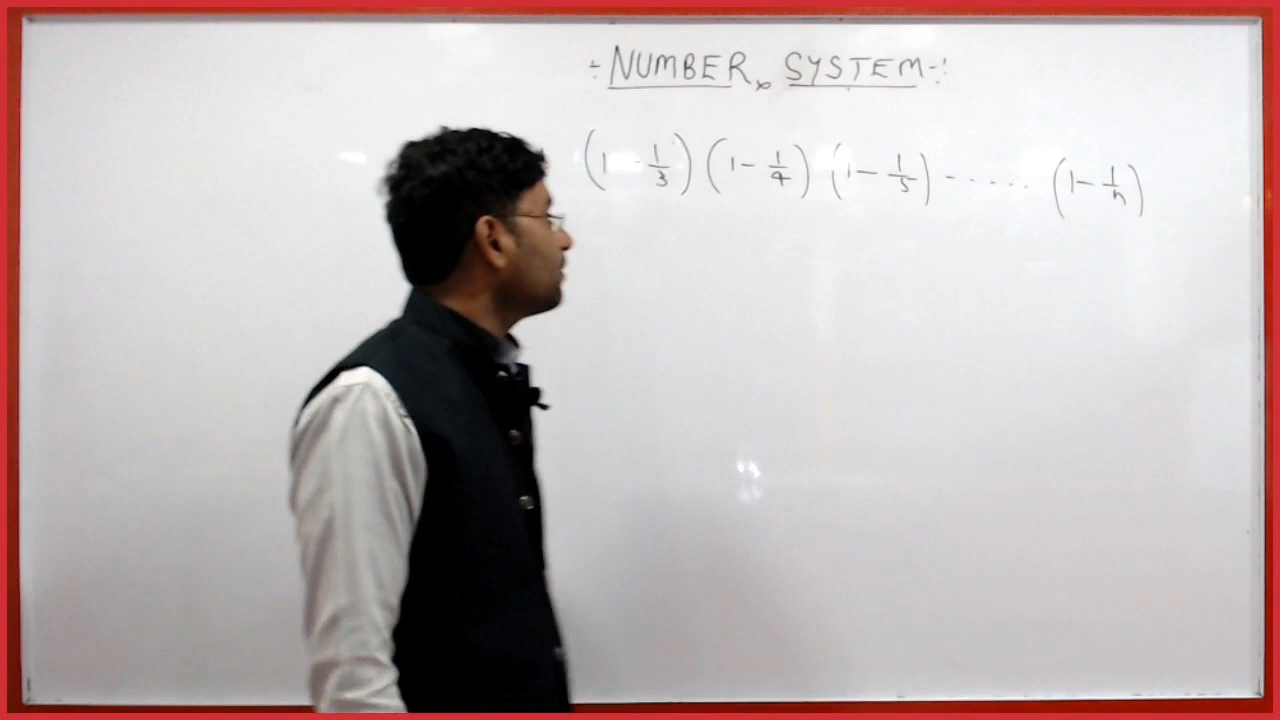 NUMBER SYSTEM
(1 - 1/3) (1 - 1/4) (1 - 1/5) ------ (1 - 1/n)